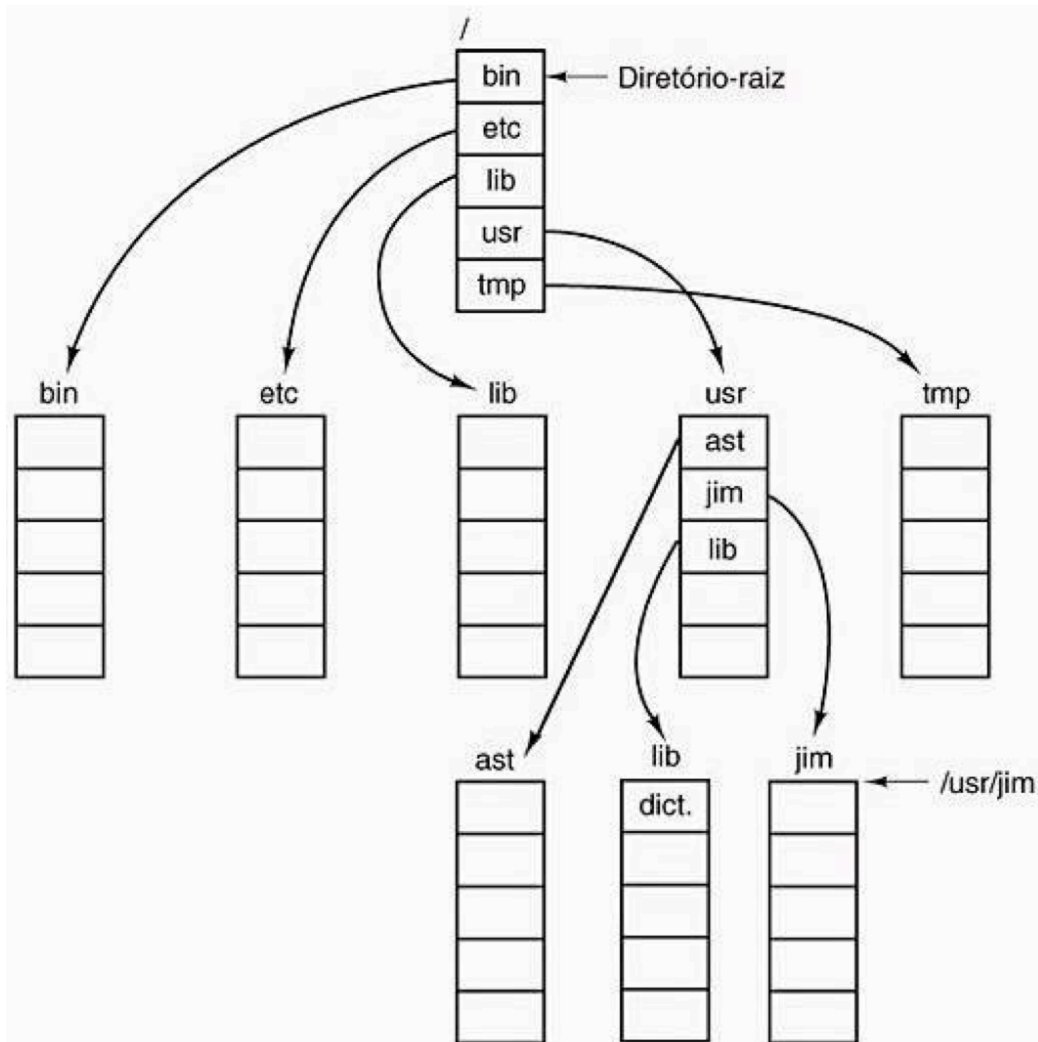 /
bin
Diretório-raiz
etc
lib
usr
tmp
bin
etc
lib
usr
tmp
ast
jim
lib
ast
lib
jim
/usr/jim
dict.